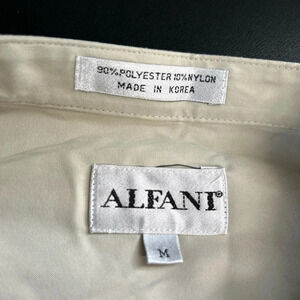 90% POLYESTER 10% NYLON
MADE IN KOREA
ALFANI®
M